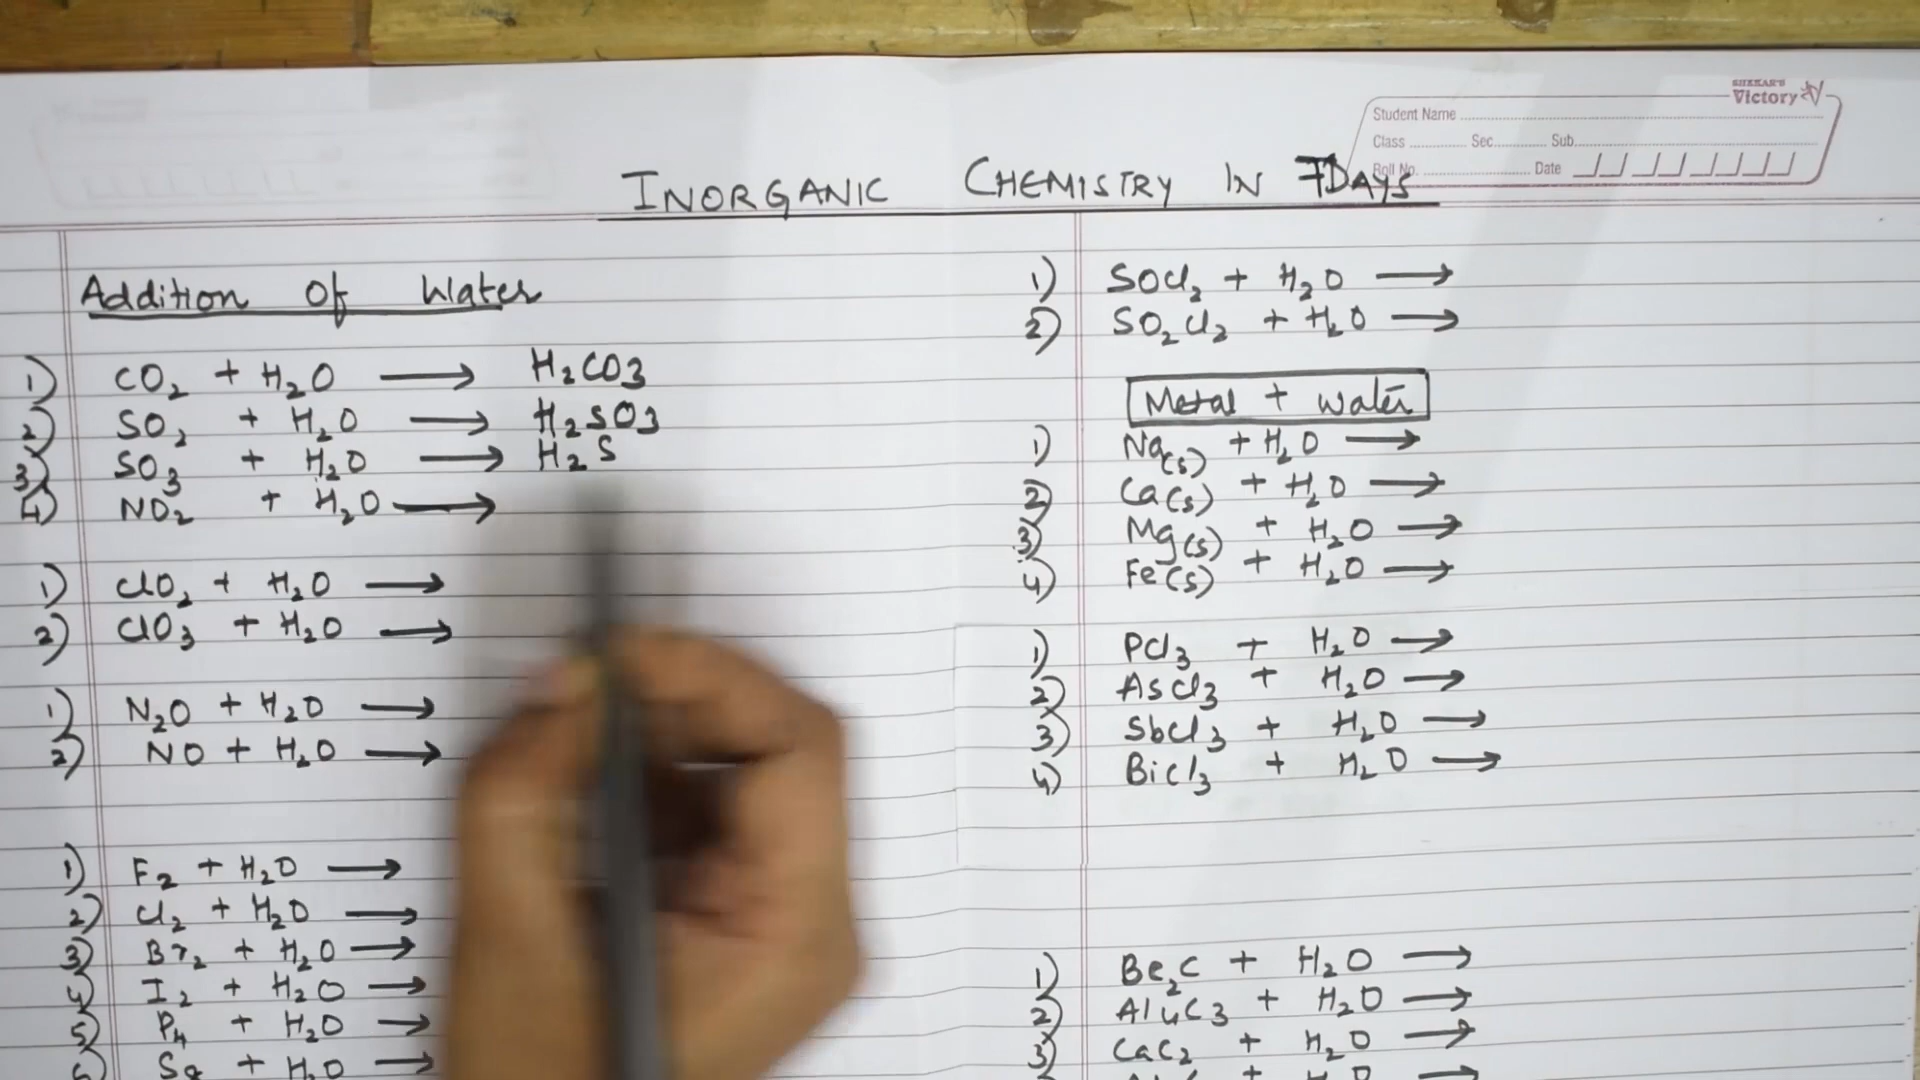 SHEKAR'S
Victory
Student Name
Class Sec. Sub.
Roll No. Date
INORGANIC CHEMISTRY IN 7DAYS
Addition Of Water
1) CO2 + H2O ⟶ H2CO3
2) SO2 + H2O ⟶ H2SO3
3) SO3 + H2O ⟶ H2S
4) NO2 + H2O ⟶
1) ClO2 + H2O ⟶
2) ClO3 + H2O ⟶
1) N2O + H2O ⟶
2) NO + H2O ⟶
1) F2 + H2O ⟶
2) Cl2 + H2O ⟶
3) Br2 + H2O ⟶
4) I2 + H2O ⟶
5) P4 + H2O ⟶
6) S8 + H2O ⟶
1) SOCl2 + H2O ⟶
2) SO2Cl2 + H2O ⟶
Metal + Water
1) Na(s) + H2O ⟶
2) Ca(s) + H2O ⟶
3) Mg(s) + H2O ⟶
4) Fe(s) + H2O ⟶
1) PCl3 + H2O ⟶
2) AsCl3 + H2O ⟶
3) SbCl3 + H2O ⟶
4) BiCl3 + H2O ⟶
1) Be2C + H2O ⟶
2) Al4C3 + H2O ⟶
3) CaC2 + H2O ⟶